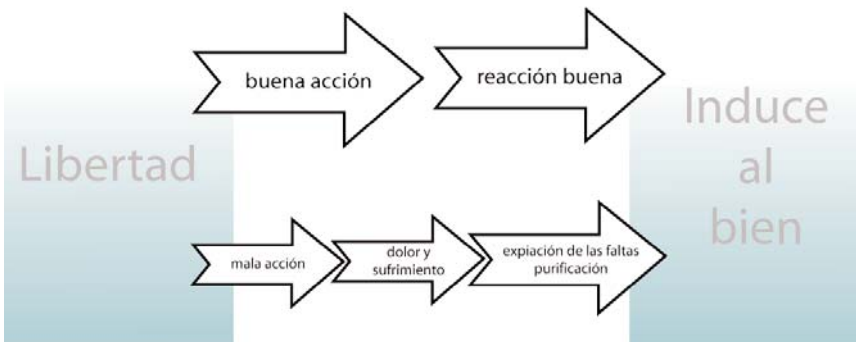 buena acción
reacción buena
Libertad
Induce
al
bien
mala acción
dolor y
sufrimiento
expiación de las faltas
purificación